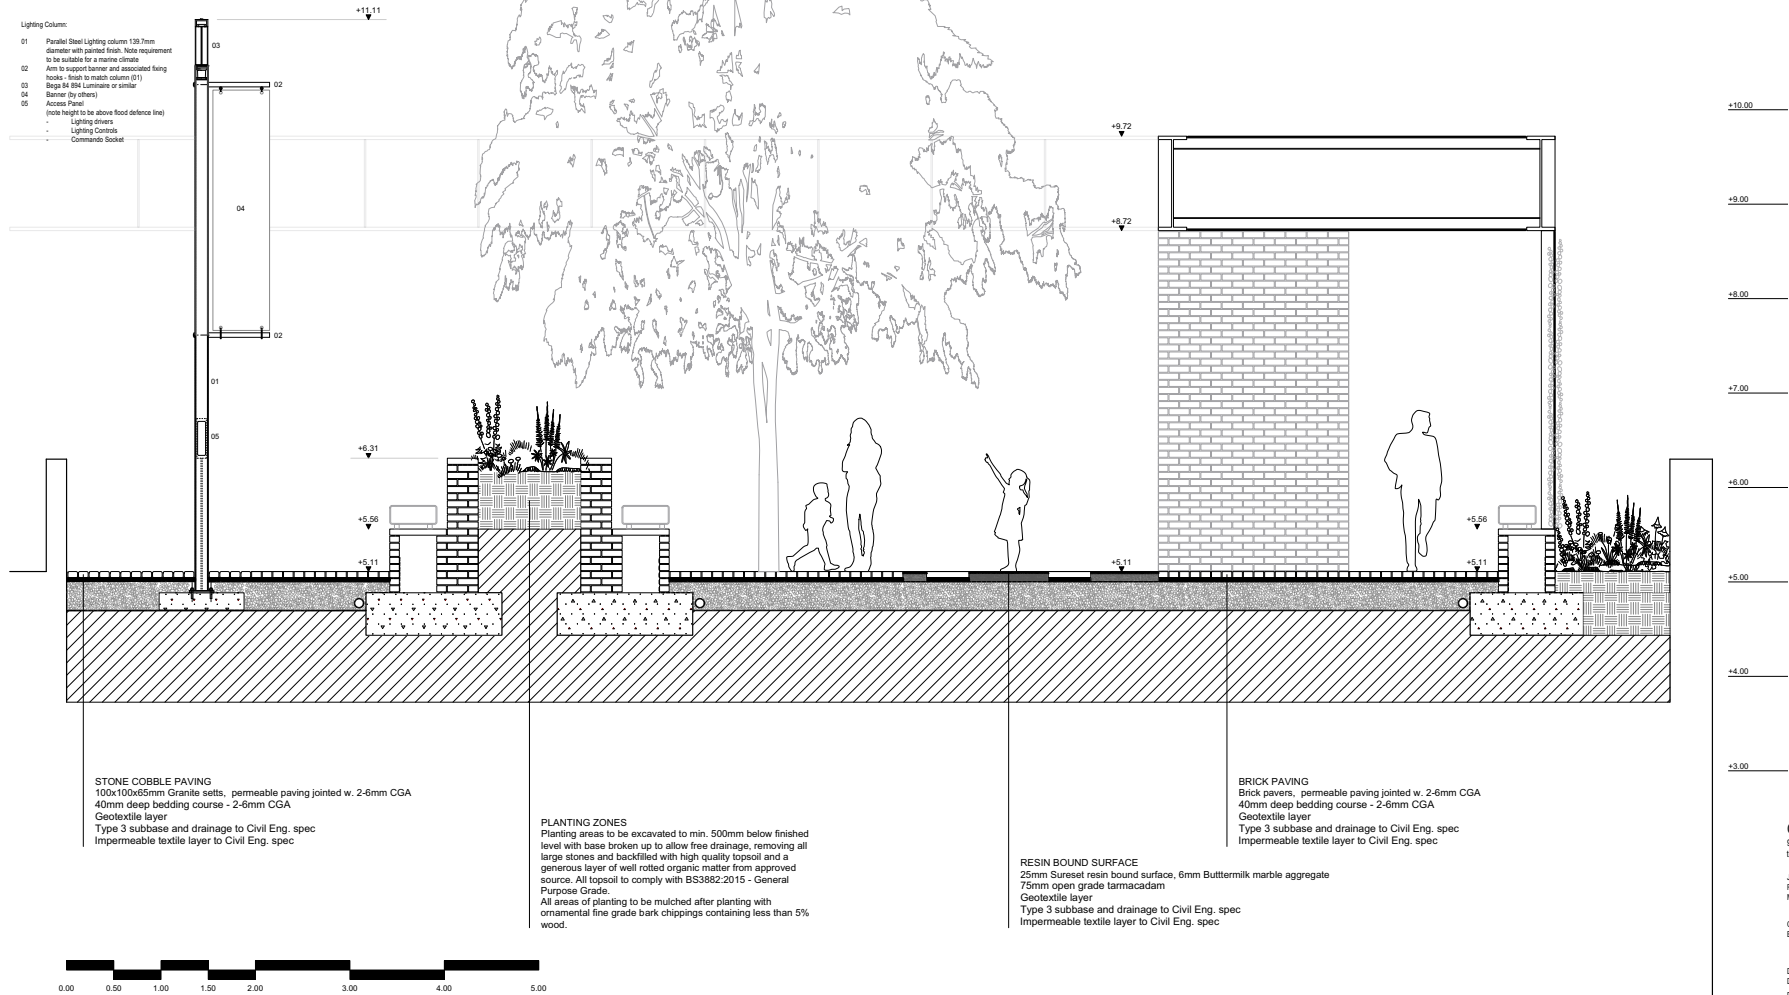 Lighting Column:
01 Parallel Steel Lighting column 139.7mm
diameter with painted finish. Note requirement
to be suitable for a marine climate
02 Arm to support banner and associated fixing
hooks - finish to match column (01)
03 Bega 84 894 Luminaire or similar
04 Banner (by others)
05 Access Panel
(note height to be above flood defence line)
- Lighting drivers
- Lighting Controls
- Commando Socket
+11.11
03
02
04
02
01
05
+9.72
+8.72
+6.31
+5.56
+5.11
+5.11
+5.56
+5.11
+10.00
+9.00
+8.00
+7.00
+6.00
+5.00
+4.00
+3.00
STONE COBBLE PAVING
100x100x65mm Granite setts, permeable paving jointed w. 2-6mm CGA
40mm deep bedding course - 2-6mm CGA
Geotextile layer
Type 3 subbase and drainage to Civil Eng. spec
Impermeable textile layer to Civil Eng. spec
PLANTING ZONES
Planting areas to be excavated to min. 500mm below finished
level with base broken up to allow free drainage, removing all
large stones and backfilled with high quality topsoil and a
generous layer of well rotted organic matter from approved
source. All topsoil to comply with BS3882:2015 - General
Purpose Grade.
All areas of planting to be mulched after planting with
ornamental fine grade bark chippings containing less than 5%
wood.
RESIN BOUND SURFACE
25mm Sureset resin bound surface, 6mm Butttermilk marble aggregate
75mm open grade tarmacadam
Geotextile layer
Type 3 subbase and drainage to Civil Eng. spec
Impermeable textile layer to Civil Eng. spec
BRICK PAVING
Brick pavers, permeable paving jointed w. 2-6mm CGA
40mm deep bedding course - 2-6mm CGA
Geotextile layer
Type 3 subbase and drainage to Civil Eng. spec
Impermeable textile layer to Civil Eng. spec
0.00 0.50 1.00 1.50 2.00 3.00 4.00 5.00